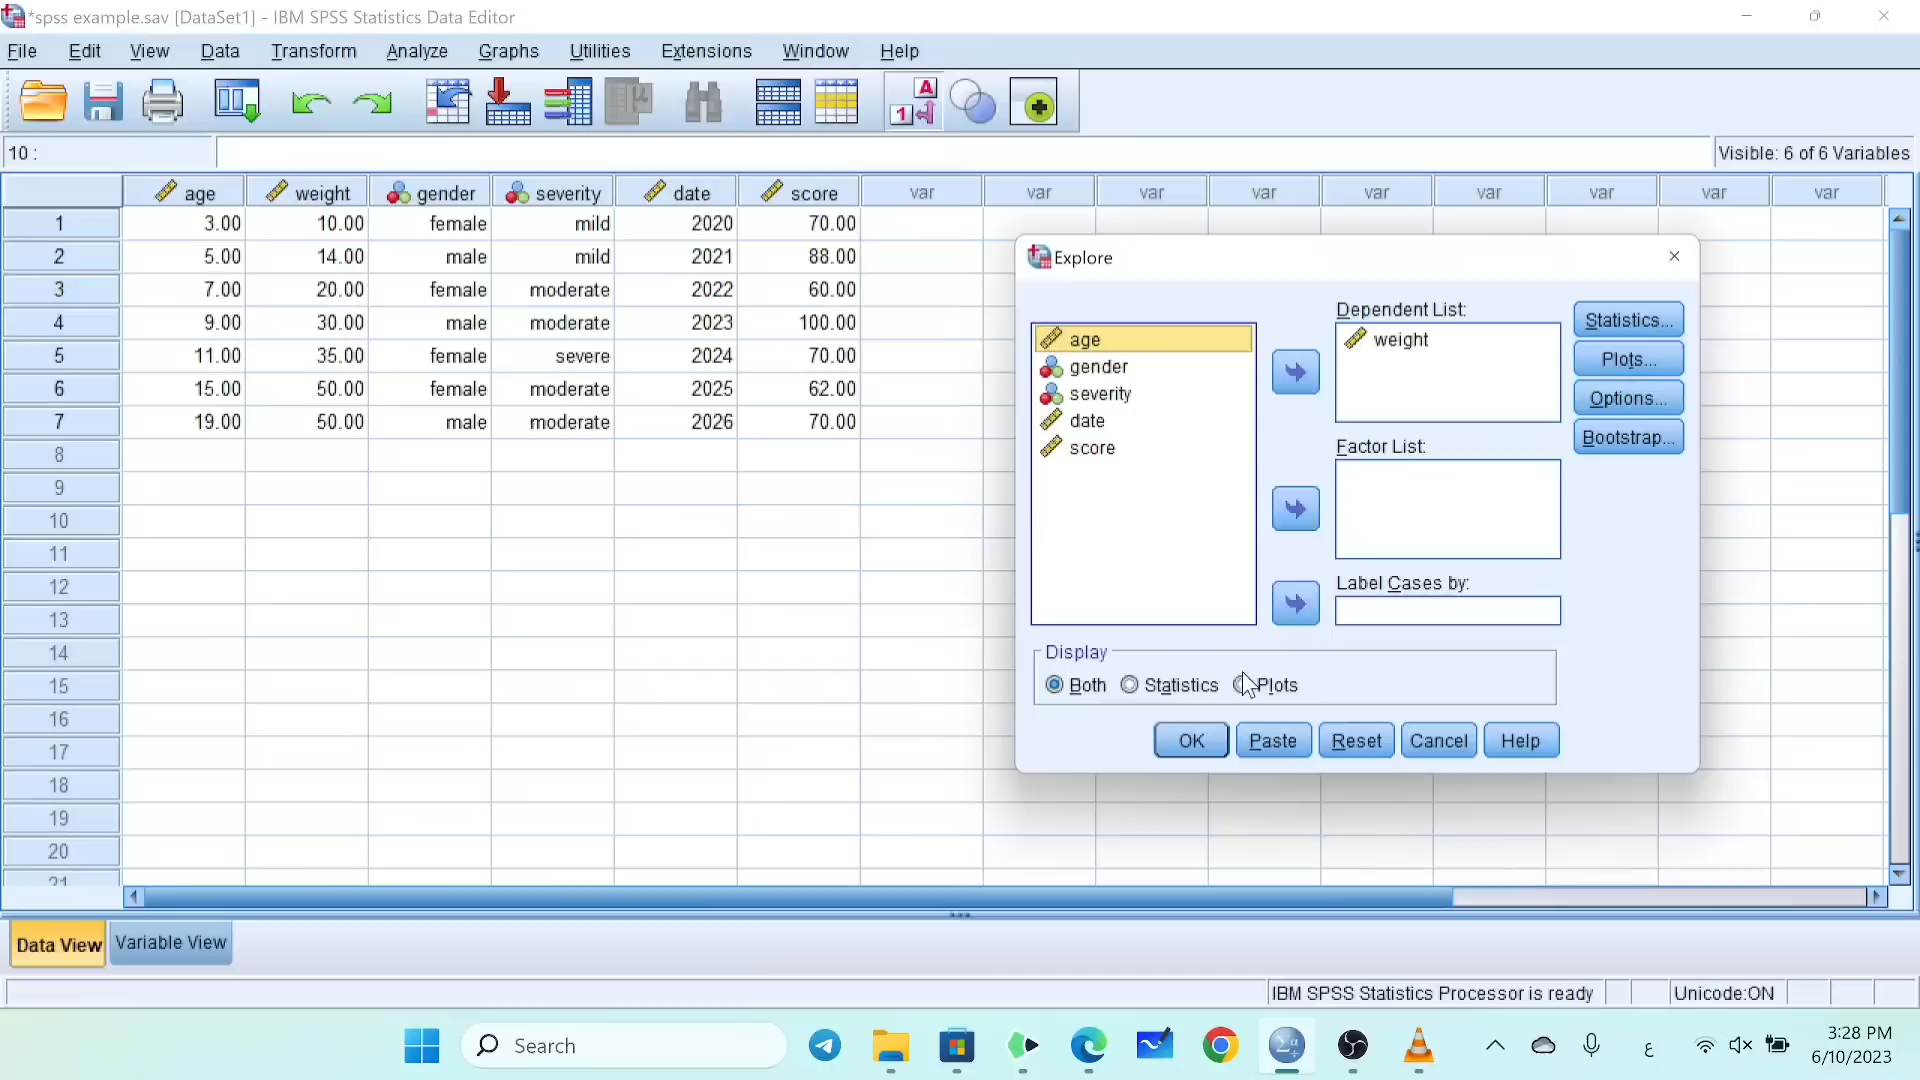 *spss example.sav [DataSet1] - IBM SPSS Statistics Data Editor
File Edit View Data Transform Analyze Graphs Utilities Extensions Window Help
A
1
10 :
Visible: 6 of 6 Variables
age weight gender severity date score var var var var var var var var var
1 3.00 10.00 female mild 2020 70.00
2 5.00 14.00 male mild 2021 88.00
3 7.00 20.00 female moderate 2022 60.00
4 9.00 30.00 male moderate 2023 100.00
5 11.00 35.00 female severe 2024 70.00
6 15.00 50.00 female moderate 2025 62.00
7 19.00 50.00 male moderate 2026 70.00
8
9
10
11
12
13
14
15
16
17
18
19
20
21
Explore
age
gender
severity
date
score
Dependent List:
weight
Factor List:
Label Cases by:
Statistics...
Plots...
Options...
Bootstrap...
Display
Both Statistics Plots
OK Paste Reset Cancel Help
Data View Variable View
IBM SPSS Statistics Processor is ready Unicode:ON
Search
Σα
ع
3:28 PM
6/10/2023